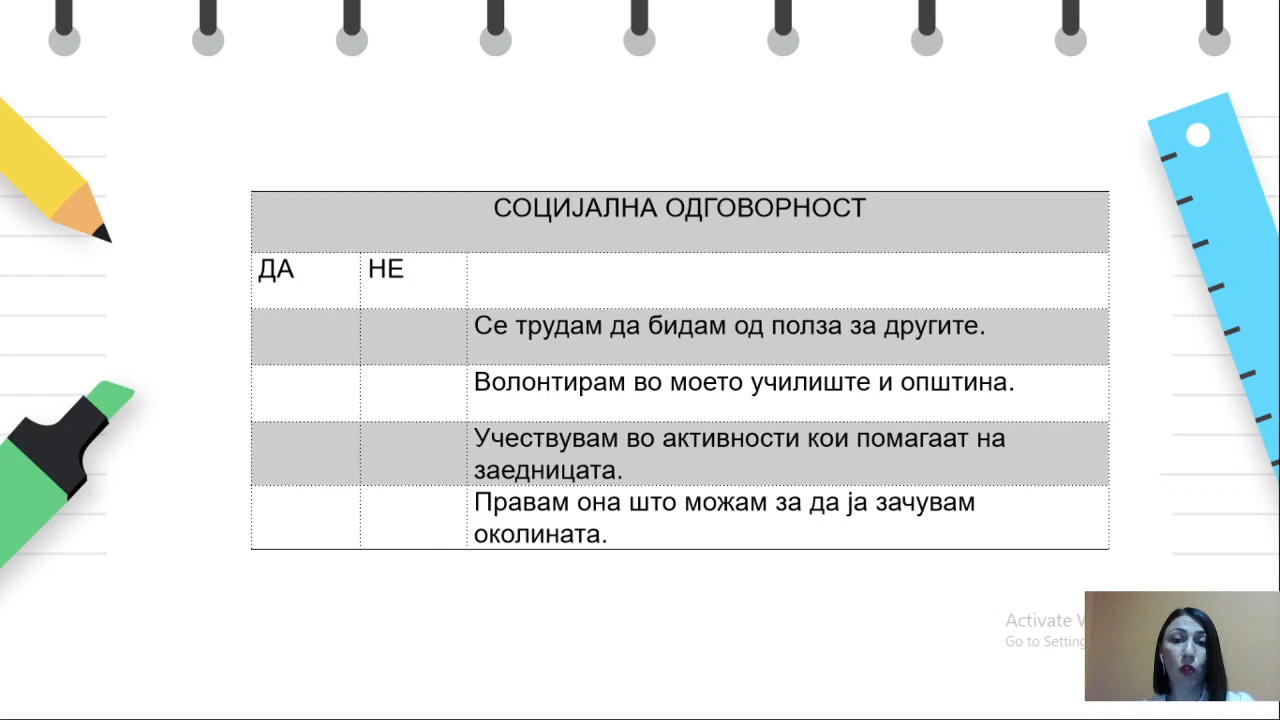 СОЦИЈАЛНА ОДГОВОРНОСТ
ДА НЕ
Се трудам да бидам од полза за другите.
Волонтирам во моето училиште и општина.
Учествувам во активности кои помагаат на
заедницата.
Правам она што можам за да ја зачувам
околината.
Activate
Go to